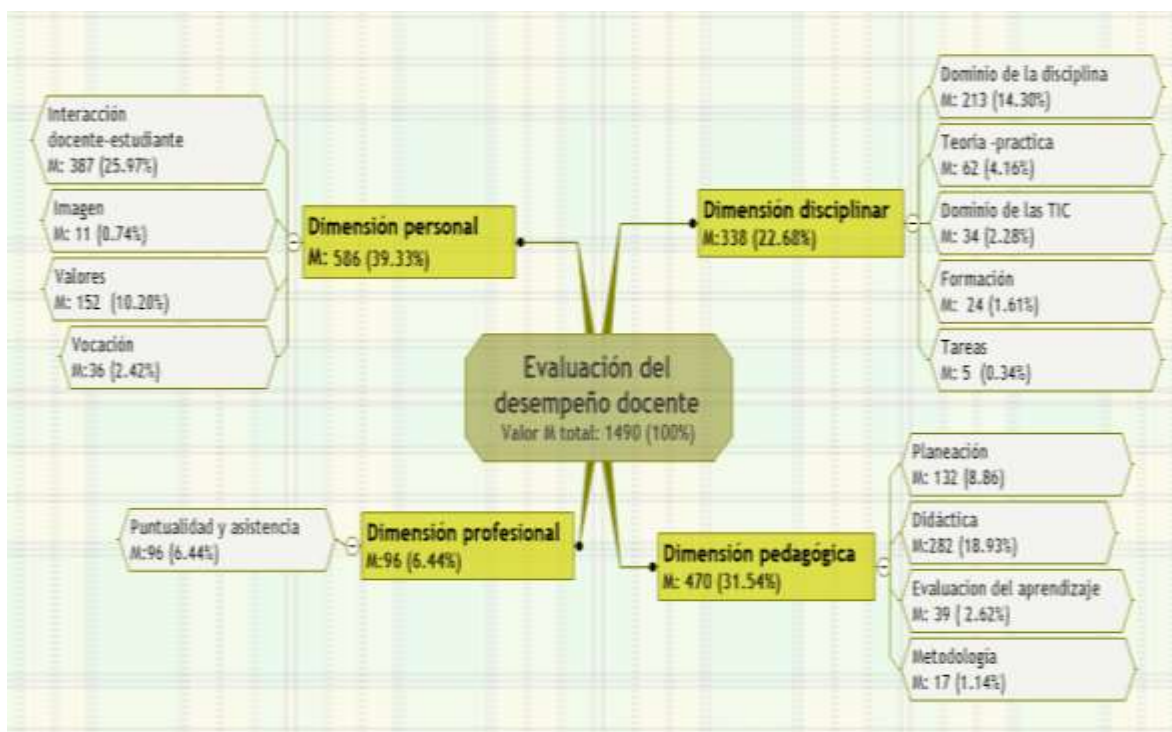 Evaluación del
desempeño docente
Valor M total: 1490 (100%)
Dimensión personal
M: 586 (39.33%)
Interacción
docente-estudiante
M: 387 (25.97%)
Imagen
M: 11 (0.74%)
Valores
M: 152 (10.20%)
Vocación
M:36 (2.42%)
Dimensión disciplinar
M:338 (22.68%)
Dominio de la disciplina
M: 213 (14.30%)
Teoría -practica
M: 62 (4.16%)
Dominio de las TIC
M: 34 (2.28%)
Formación
M: 24 (1.61%)
Tareas
M: 5 (0.34%)
Dimensión profesional
M:96 (6.44%)
Puntualidad y asistencia
M:96 (6.44%)
Dimensión pedagógica
M: 470 (31.54%)
Planeación
M: 132 (8.86)
Didáctica
M:282 (18.93%)
Evaluacion del aprendizaje
M: 39 ( 2.62%)
Metodología
M: 17 (1.14%)